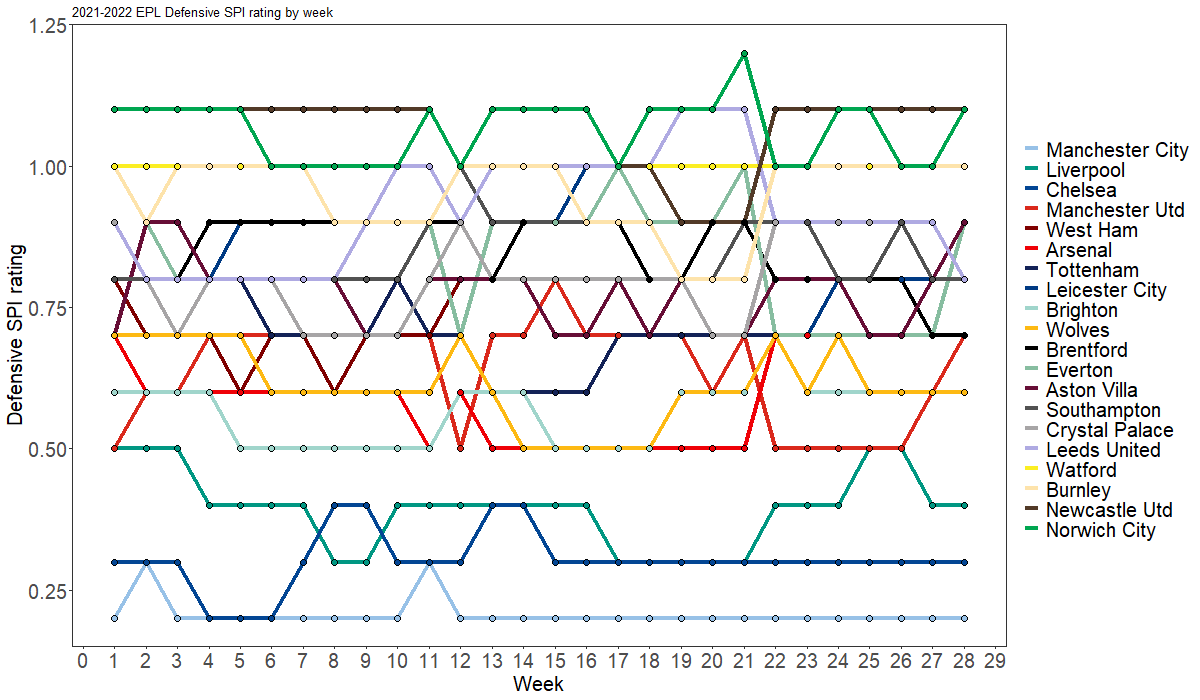 2021-2022 EPL Defensive SPI rating by week
1.25
1.00
0.75
0.50
0.25
Defensive SPI rating
0 1 2 3 4 5 6 7 8 9 10 11 12 13 14 15 16 17 18 19 20 21 22 23 24 25 26 27 28 29
Week
Manchester City
Liverpool
Chelsea
Manchester Utd
West Ham
Arsenal
Tottenham
Leicester City
Brighton
Wolves
Brentford
Everton
Aston Villa
Southampton
Crystal Palace
Leeds United
Watford
Burnley
Newcastle Utd
Norwich City